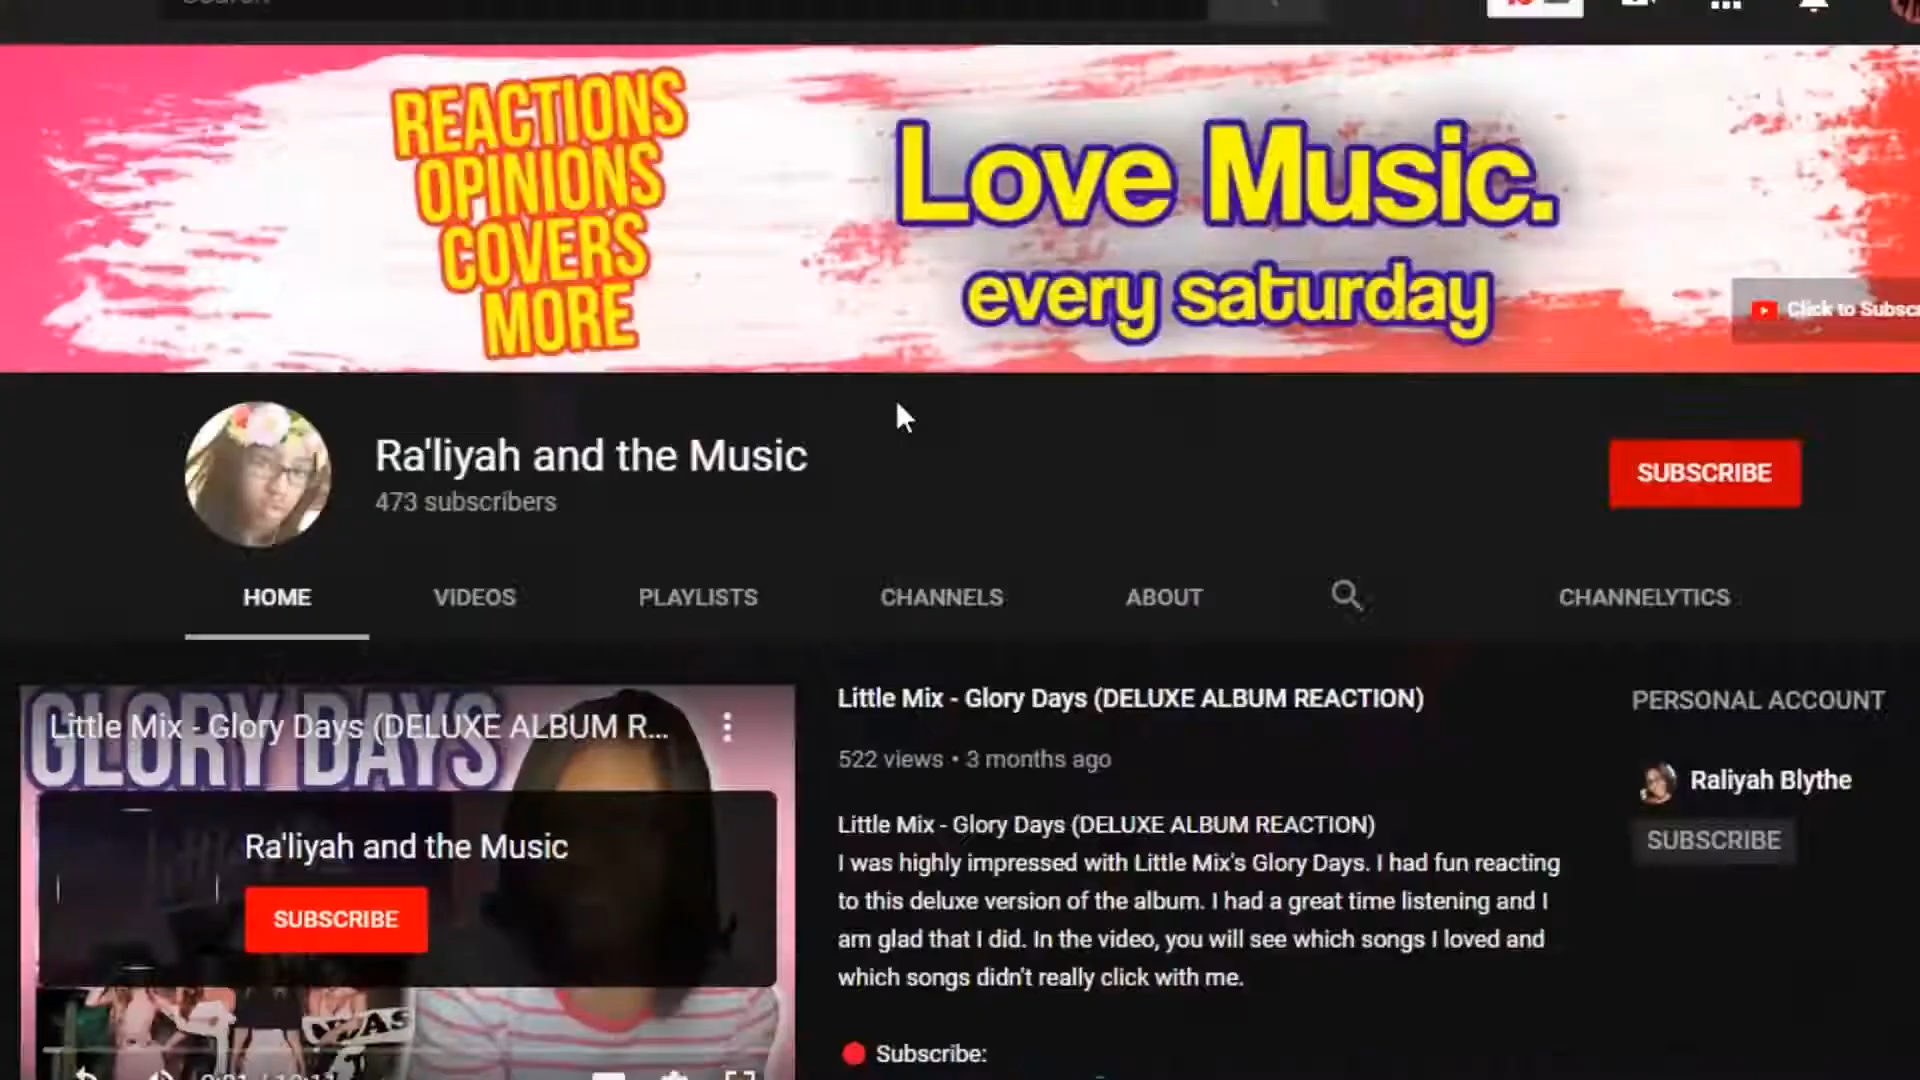 REACTIONS
OPINIONS
COVERS
MORE
Love Music.
every saturday
Click to
Ra'liyah and the Music
473 subscribers
SUBSCRIBE
HOME
VIDEOS
PLAYLISTS
CHANNELS
ABOUT
CHANNELYTICS
GLORY DAYS
Little Mix - Glory Days (DELUXE ALBUM R...
Ra'liyah and the Music
SUBSCRIBE
Little Mix - Glory Days (DELUXE ALBUM REACTION)
522 views • 3 months ago
Little Mix - Glory Days (DELUXE ALBUM REACTION)
I was highly impressed with Little Mix's Glory Days. I had fun reacting
to this deluxe version of the album. I had a great time listening and I
am glad that I did. In the video, you will see which songs I loved and
which songs didn't really click with me.
Subscribe:
PERSONAL ACCOUNT
Raliyah Blythe
SUBSCRIBE